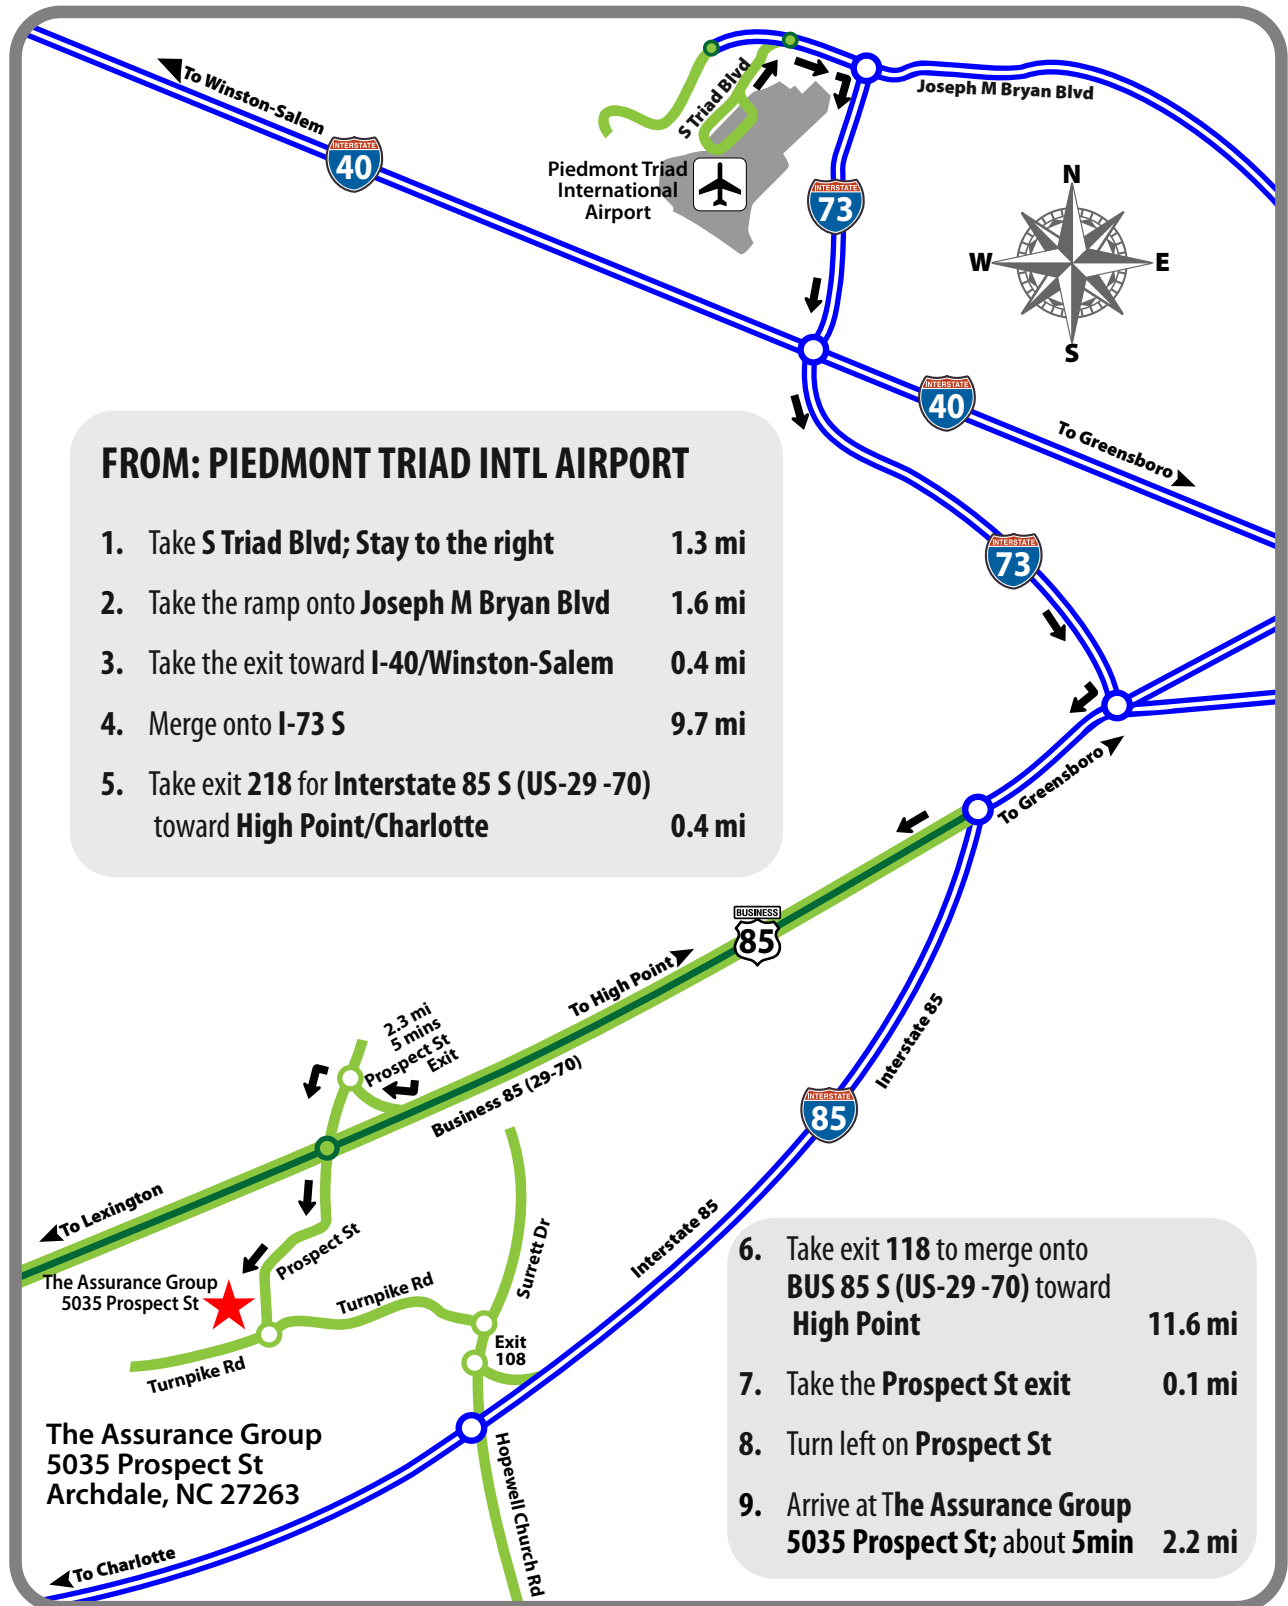 To Winston-Salem
INTERSTATE
40
S Triad Blvd
Joseph M Bryan Blvd
Piedmont Triad
International
Airport
INTERSTATE
73
N
W
E
S
INTERSTATE
40
To Greensboro
FROM: PIEDMONT TRIAD INTL AIRPORT
1. Take S Triad Blvd; Stay to the right 1.3 mi
2. Take the ramp onto Joseph M Bryan Blvd 1.6 mi
3. Take the exit toward I-40/Winston-Salem 0.4 mi
4. Merge onto I-73 S 9.7 mi
5. Take exit 218 for Interstate 85 S (US-29 -70)
toward High Point/Charlotte 0.4 mi
INTERSTATE
73
To Greensboro
BUSINESS
85
To High Point
2.3 mi
5 mins
Prospect St
Exit
Business 85 (29-70)
Interstate 85
INTERSTATE
85
To Lexington
Prospect St
The Assurance Group
5035 Prospect St
Turnpike Rd
Surrett Dr
Interstate 85
Turnpike Rd
Exit
108
Hopewell Church Rd
The Assurance Group
5035 Prospect St
Archdale, NC 27263
To Charlotte
6. Take exit 118 to merge onto
BUS 85 S (US-29 -70) toward
High Point 11.6 mi
7. Take the Prospect St exit 0.1 mi
8. Turn left on Prospect St
9. Arrive at The Assurance Group
5035 Prospect St; about 5min 2.2 mi